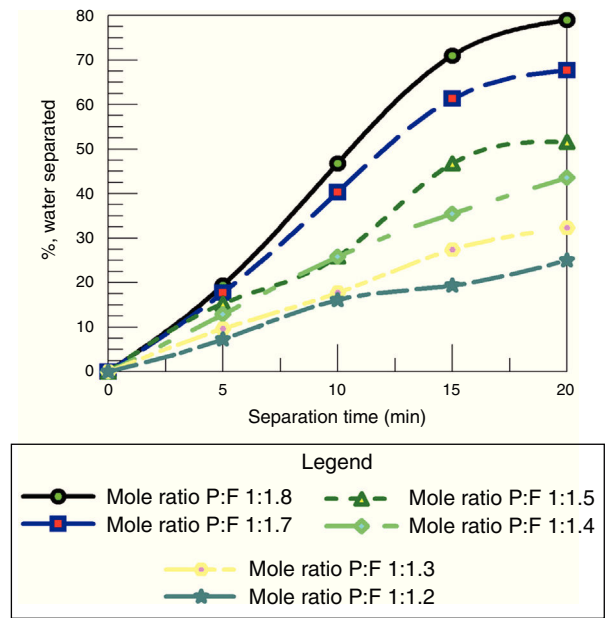 80
70
60
50
40
30
20
10
0
%, water separated
0 5 10 15 20
Separation time (min)
Legend
Mole ratio P:F 1:1.8 Mole ratio P:F 1:1.5
Mole ratio P:F 1:1.7 Mole ratio P:F 1:1.4
Mole ratio P:F 1:1.3
Mole ratio P:F 1:1.2